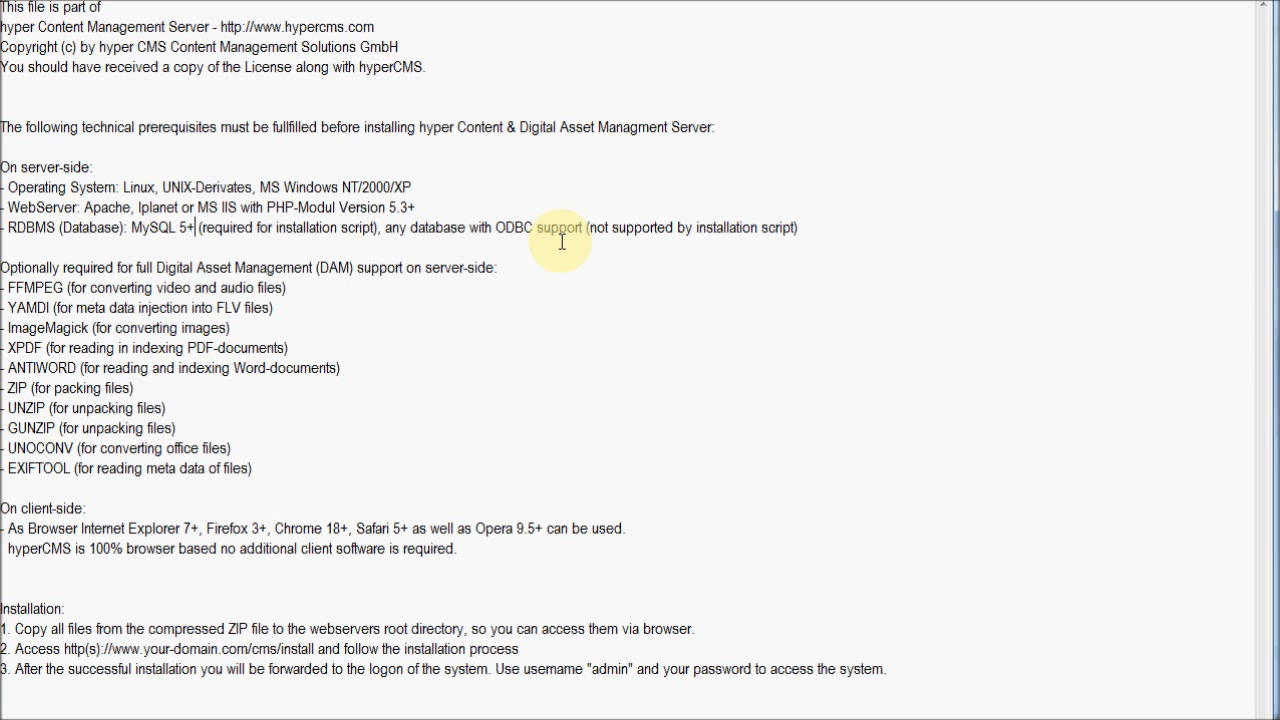 This file is part of
hyper Content Management Server - http://www.hypercms.com
Copyright (c) by hyper CMS Content Management Solutions GmbH
You should have received a copy of the License along with hyperCMS.
The following technical prerequisites must be fullfilled before installing hyper Content & Digital Asset Managment Server:
On server-side:
- Operating System: Linux, UNIX-Derivates, MS Windows NT/2000/XP
- WebServer: Apache, Iplanet or MS IIS with PHP-Modul Version 5.3+
- RDBMS (Database): MySQL 5+ (required for installation script), any database with ODBC support (not supported by installation script)
Optionally required for full Digital Asset Management (DAM) support on server-side:
- FFMPEG (for converting video and audio files)
- YAMDI (for meta data injection into FLV files)
- ImageMagick (for converting images)
- XPDF (for reading in indexing PDF-documents)
- ANTIWORD (for reading and indexing Word-documents)
- ZIP (for packing files)
- UNZIP (for unpacking files)
- GUNZIP (for unpacking files)
- UNOCONV (for converting office files)
- EXIFTOOL (for reading meta data of files)
On client-side:
- As Browser Internet Explorer 7+, Firefox 3+, Chrome 18+, Safari 5+ as well as Opera 9.5+ can be used.
hyperCMS is 100% browser based no additional client software is required.
Installation:
1. Copy all files from the compressed ZIP file to the webservers root directory, so you can access them via browser.
2. Access http(s)://www.your-domain.com/cms/install and follow the installation process
3. After the successful installation you will be forwarded to the logon of the system. Use username "admin" and your password to access the system.